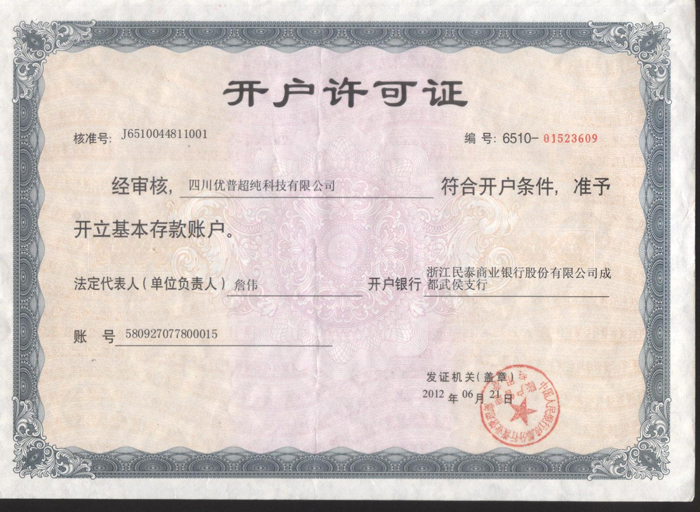 开户许可证
核准号: J6510044811001 编 号: 6510-01523609
经审核, 四川优普超纯科技有限公司 符合开户条件, 准予
开立基本存款账户。
法定代表人(单位负责人) 詹伟 开户银行 浙江民泰商业银行股份有限公司成
都武侯支行
账 号 580927077800015
发证机关(盖章)
2012 年 06 月 21 日